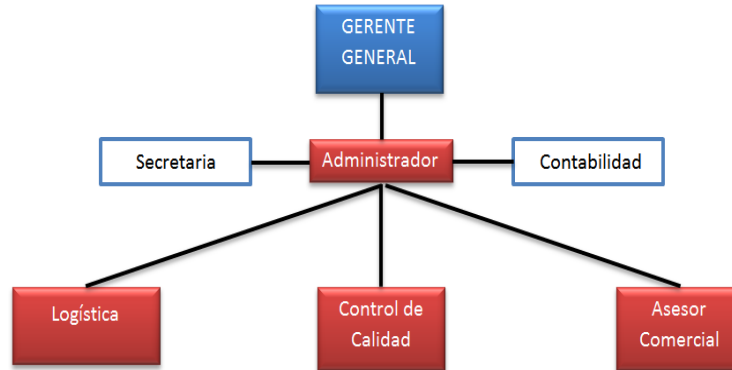 GERENTE
GENERAL
Secretaria
Administrador
Contabilidad
Logística
Control de
Calidad
Asesor
Comercial